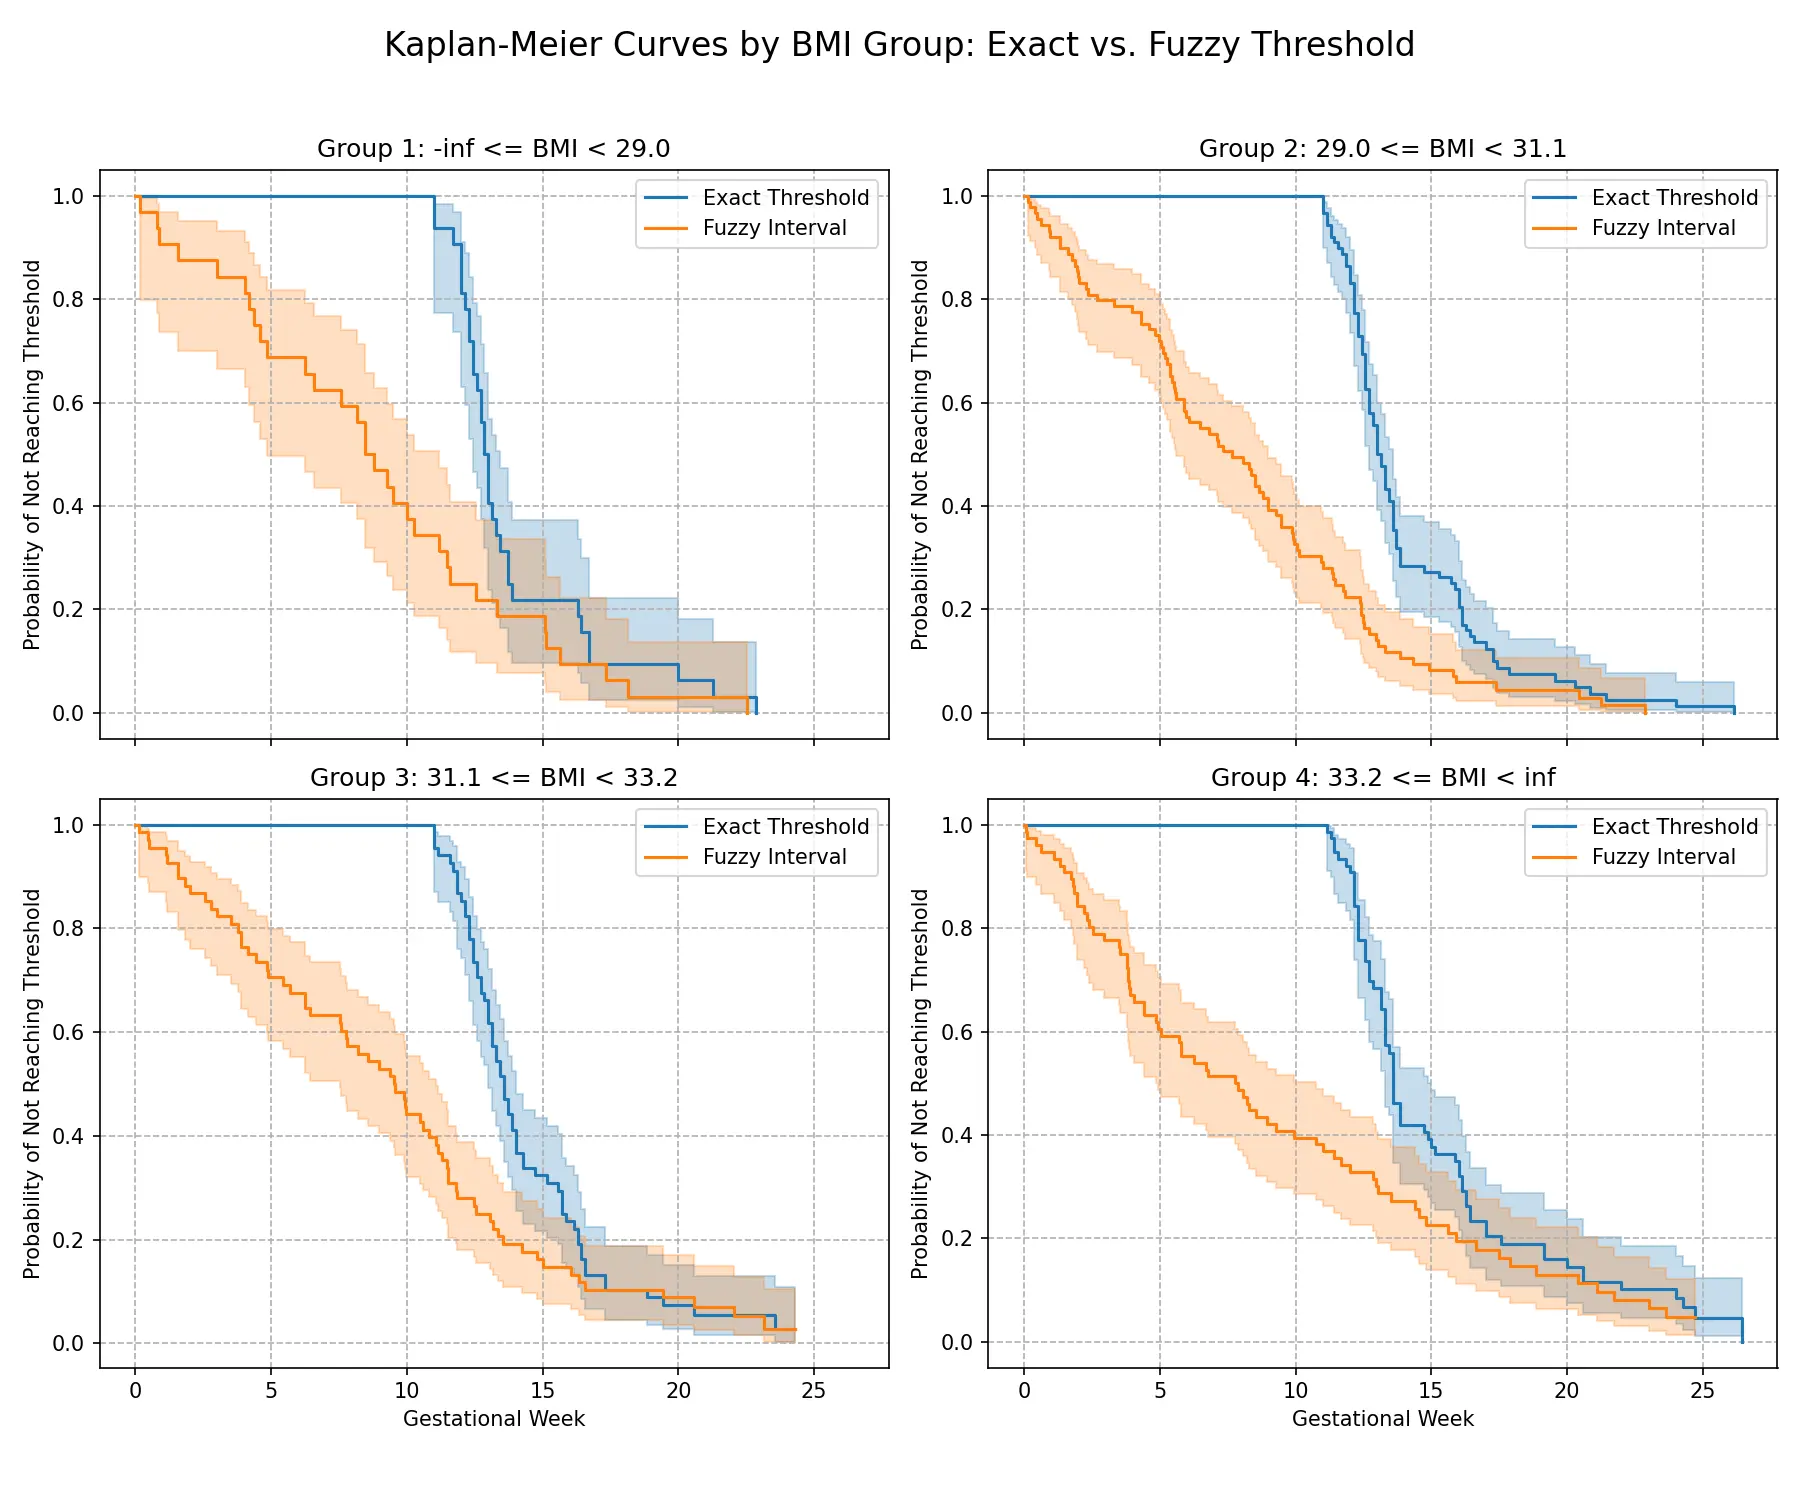 Kaplan-Meier Curves by BMI Group: Exact vs. Fuzzy Threshold
Group 1: -inf <= BMI < 29.0
Probability of Not Reaching Threshold
1.0
0.8
0.6
0.4
0.2
0.0
Exact Threshold
Fuzzy Interval
Group 2: 29.0 <= BMI < 31.1
Probability of Not Reaching Threshold
1.0
0.8
0.6
0.4
0.2
0.0
Exact Threshold
Fuzzy Interval
Group 3: 31.1 <= BMI < 33.2
Probability of Not Reaching Threshold
1.0
0.8
0.6
0.4
0.2
0.0
Exact Threshold
Fuzzy Interval
0 5 10 15 20 25
Gestational Week
Group 4: 33.2 <= BMI < inf
Probability of Not Reaching Threshold
1.0
0.8
0.6
0.4
0.2
0.0
Exact Threshold
Fuzzy Interval
0 5 10 15 20 25
Gestational Week